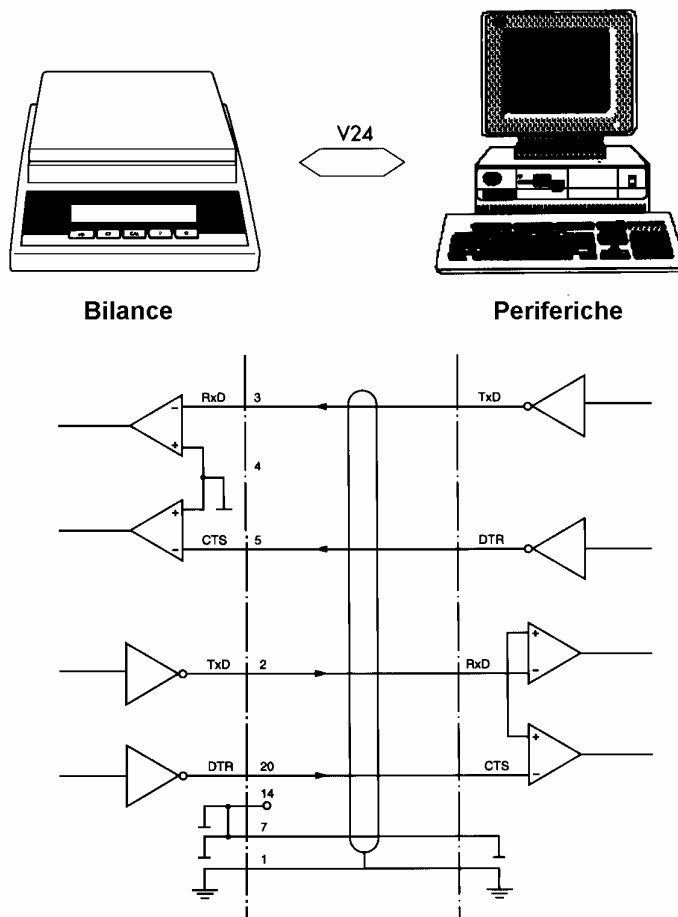 V24
Bilance Periferiche
RxD 3 TxD
4
CTS 5 DTR
TxD 2 RxD
DTR 20 CTS
14
7
1